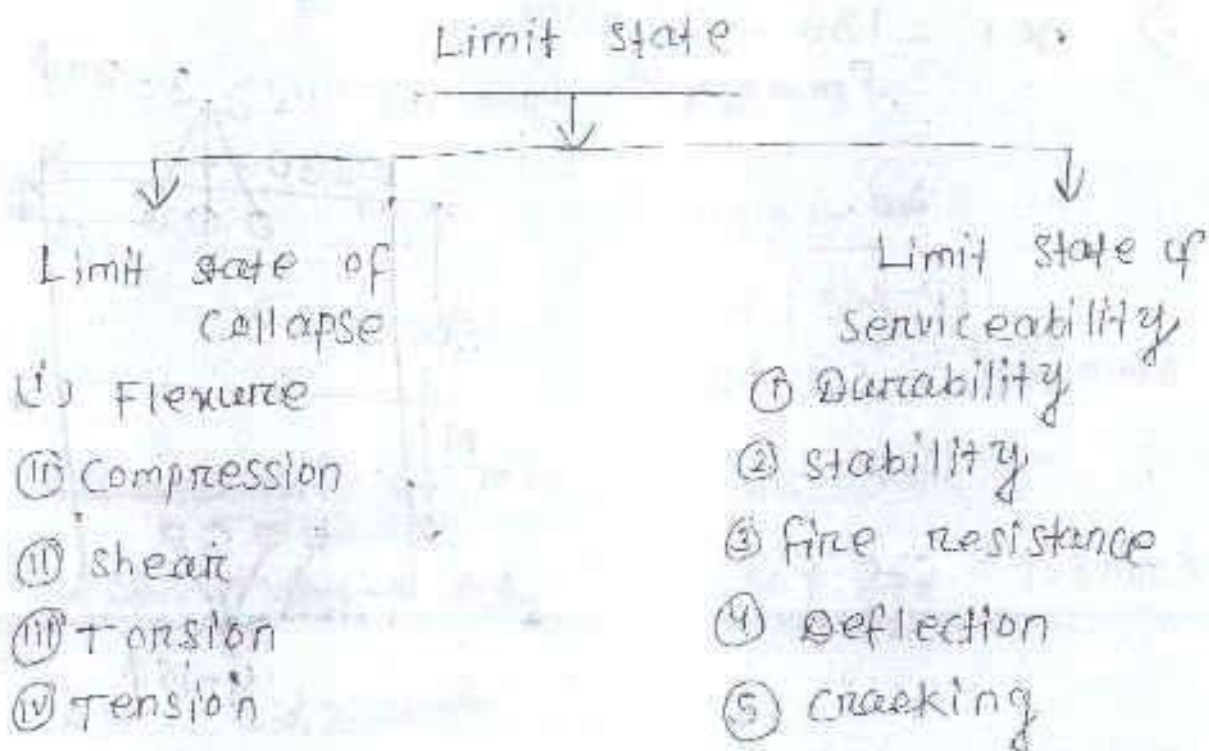 Limit state
Limit state of
collapse
(i) Flexure
(ii) Compression
(ii) shear
(iii) Torsion
(iv) Tension
Limit state of
serviceability
① Durability
② stability
③ fire resistance
④ Deflection
⑤ cracking